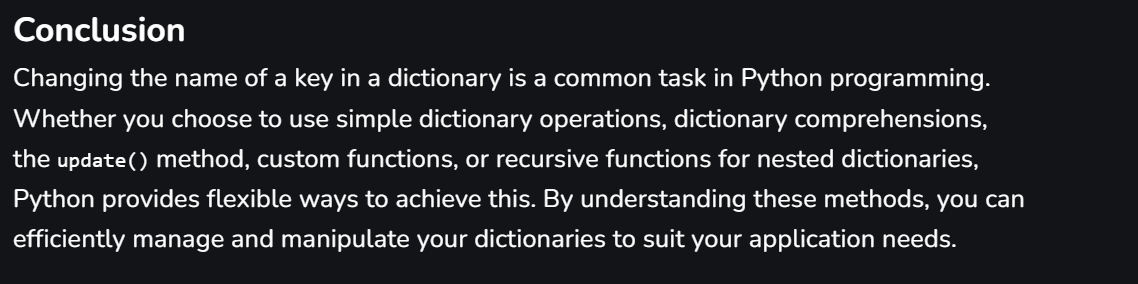 Conclusion
Changing the name of a key in a dictionary is a common task in Python programming.
Whether you choose to use simple dictionary operations, dictionary comprehensions,
the update() method, custom functions, or recursive functions for nested dictionaries,
Python provides flexible ways to achieve this. By understanding these methods, you can
efficiently manage and manipulate your dictionaries to suit your application needs.